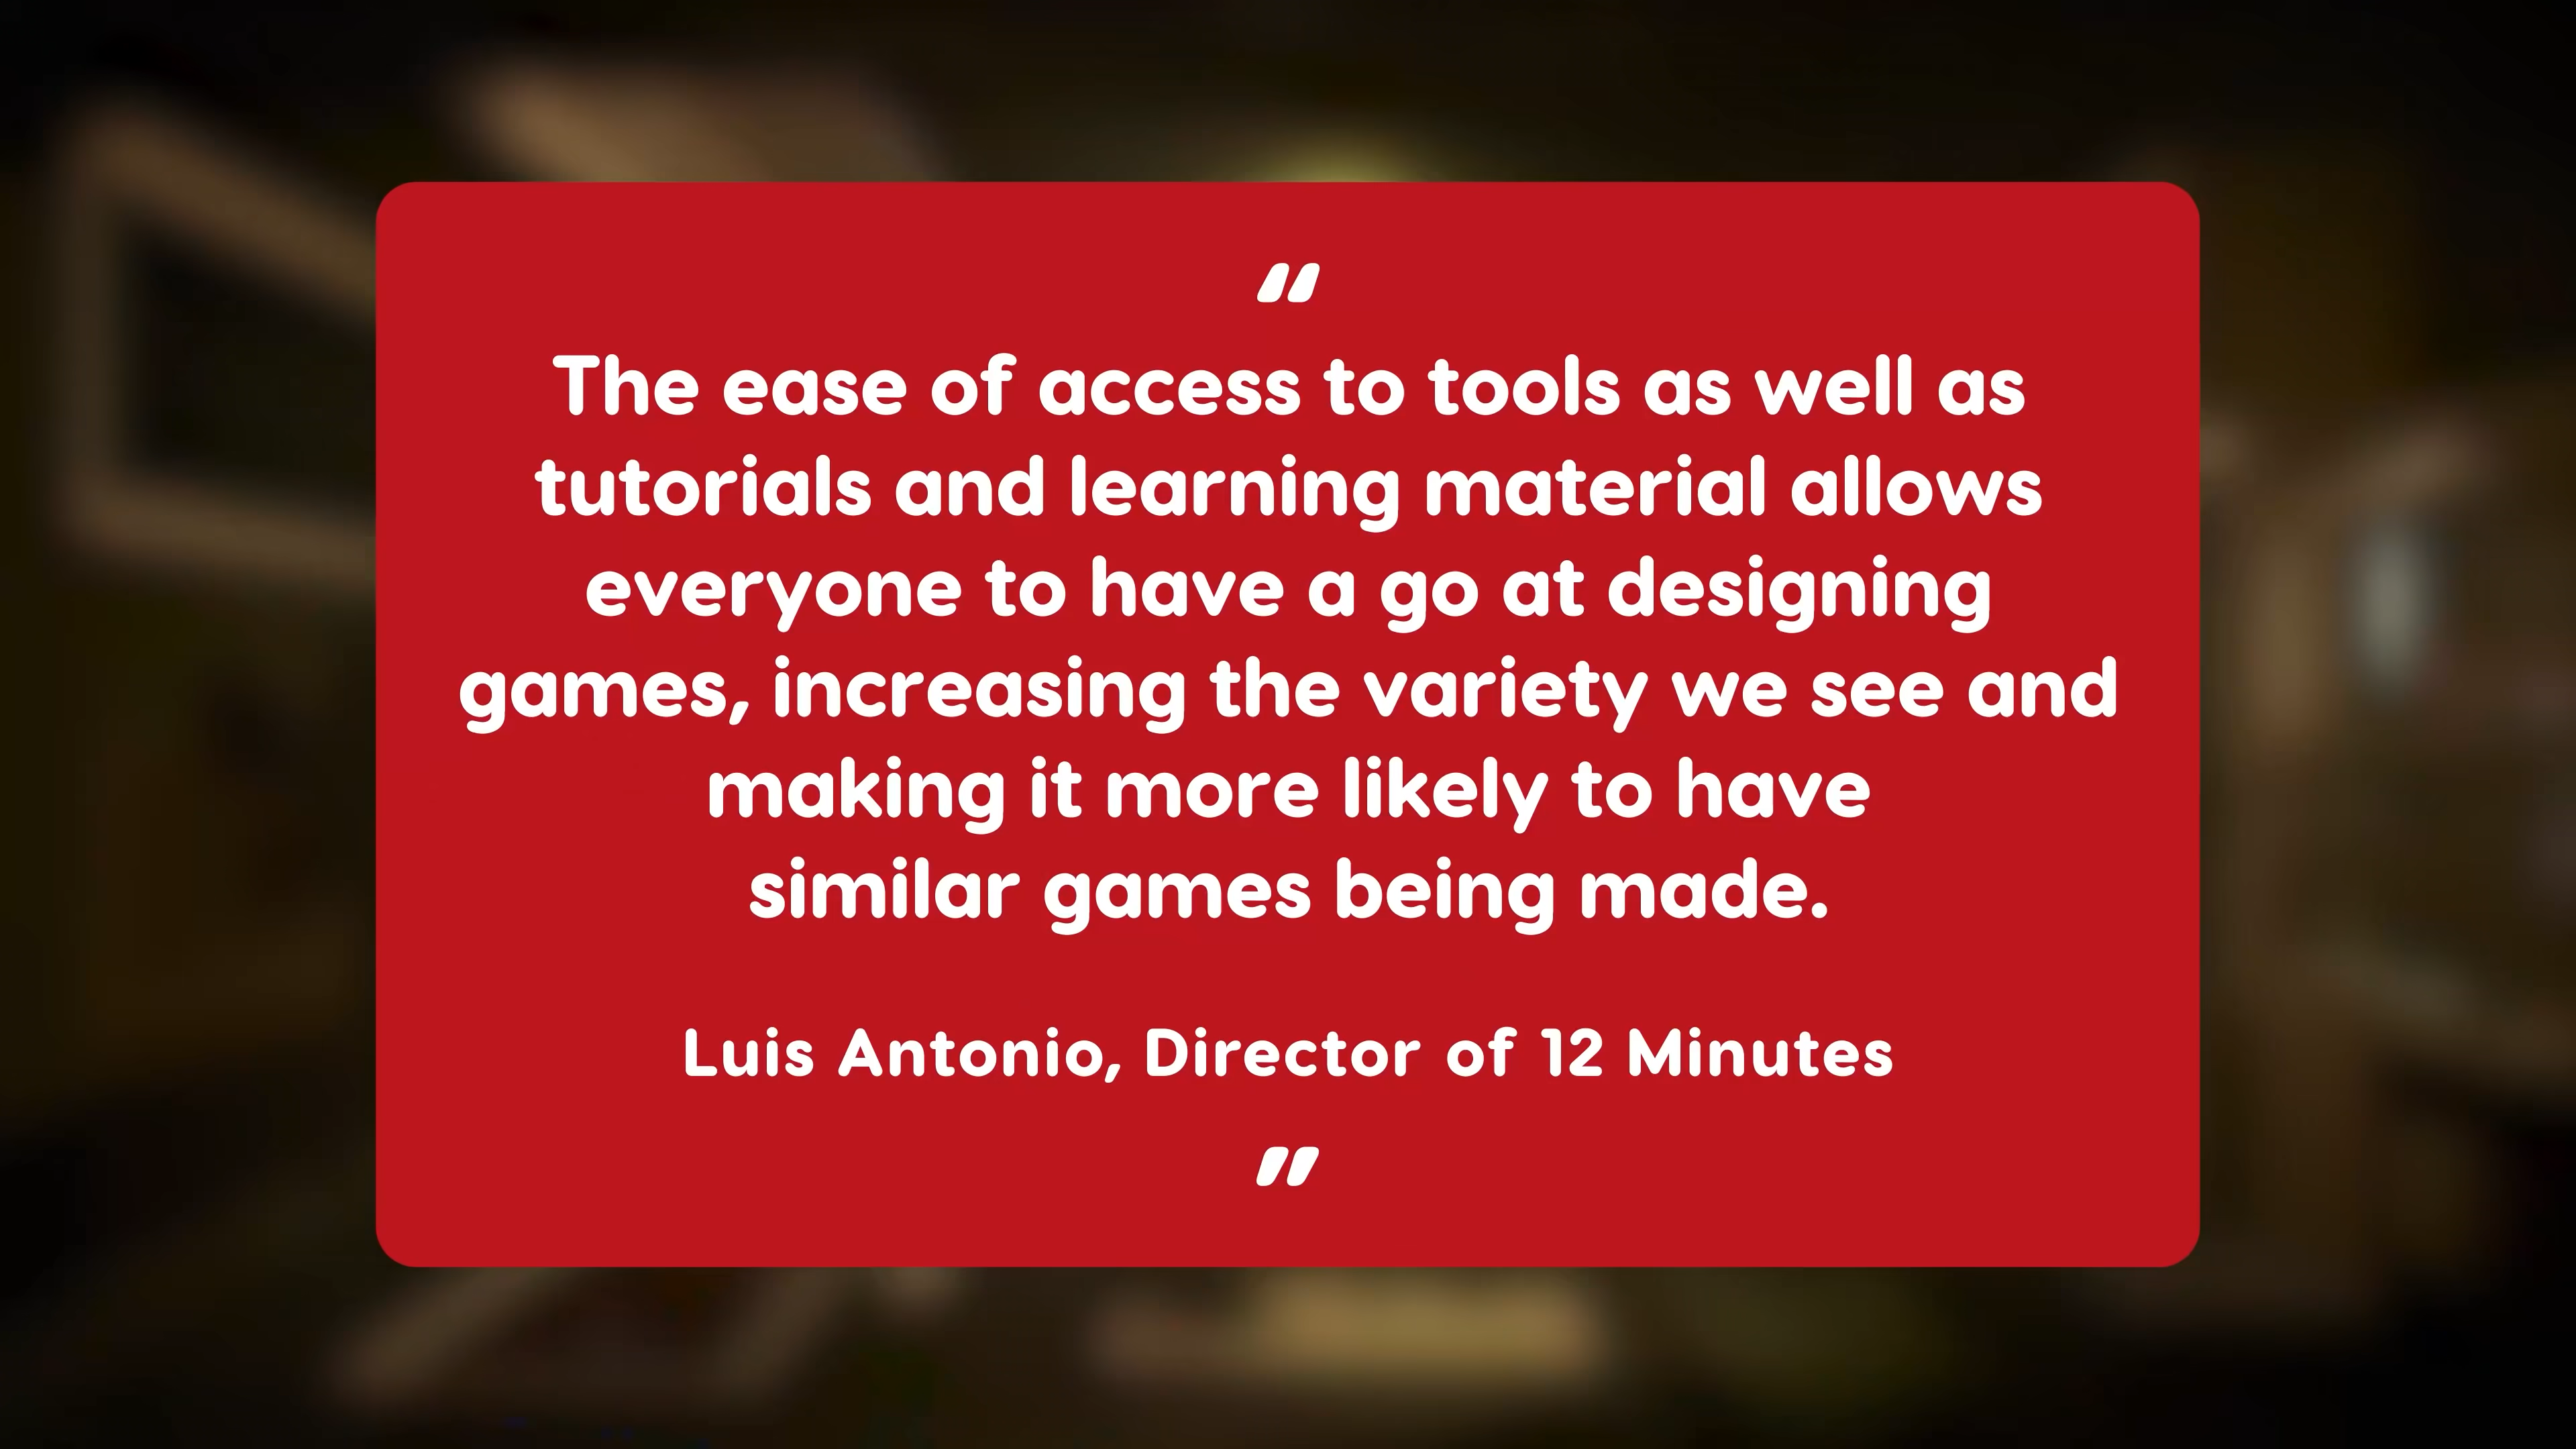 “
The ease of access to tools as well as
tutorials and learning material allows
everyone to have a go at designing
games, increasing the variety we see and
making it more likely to have
similar games being made.
Luis Antonio, Director of 12 Minutes
”